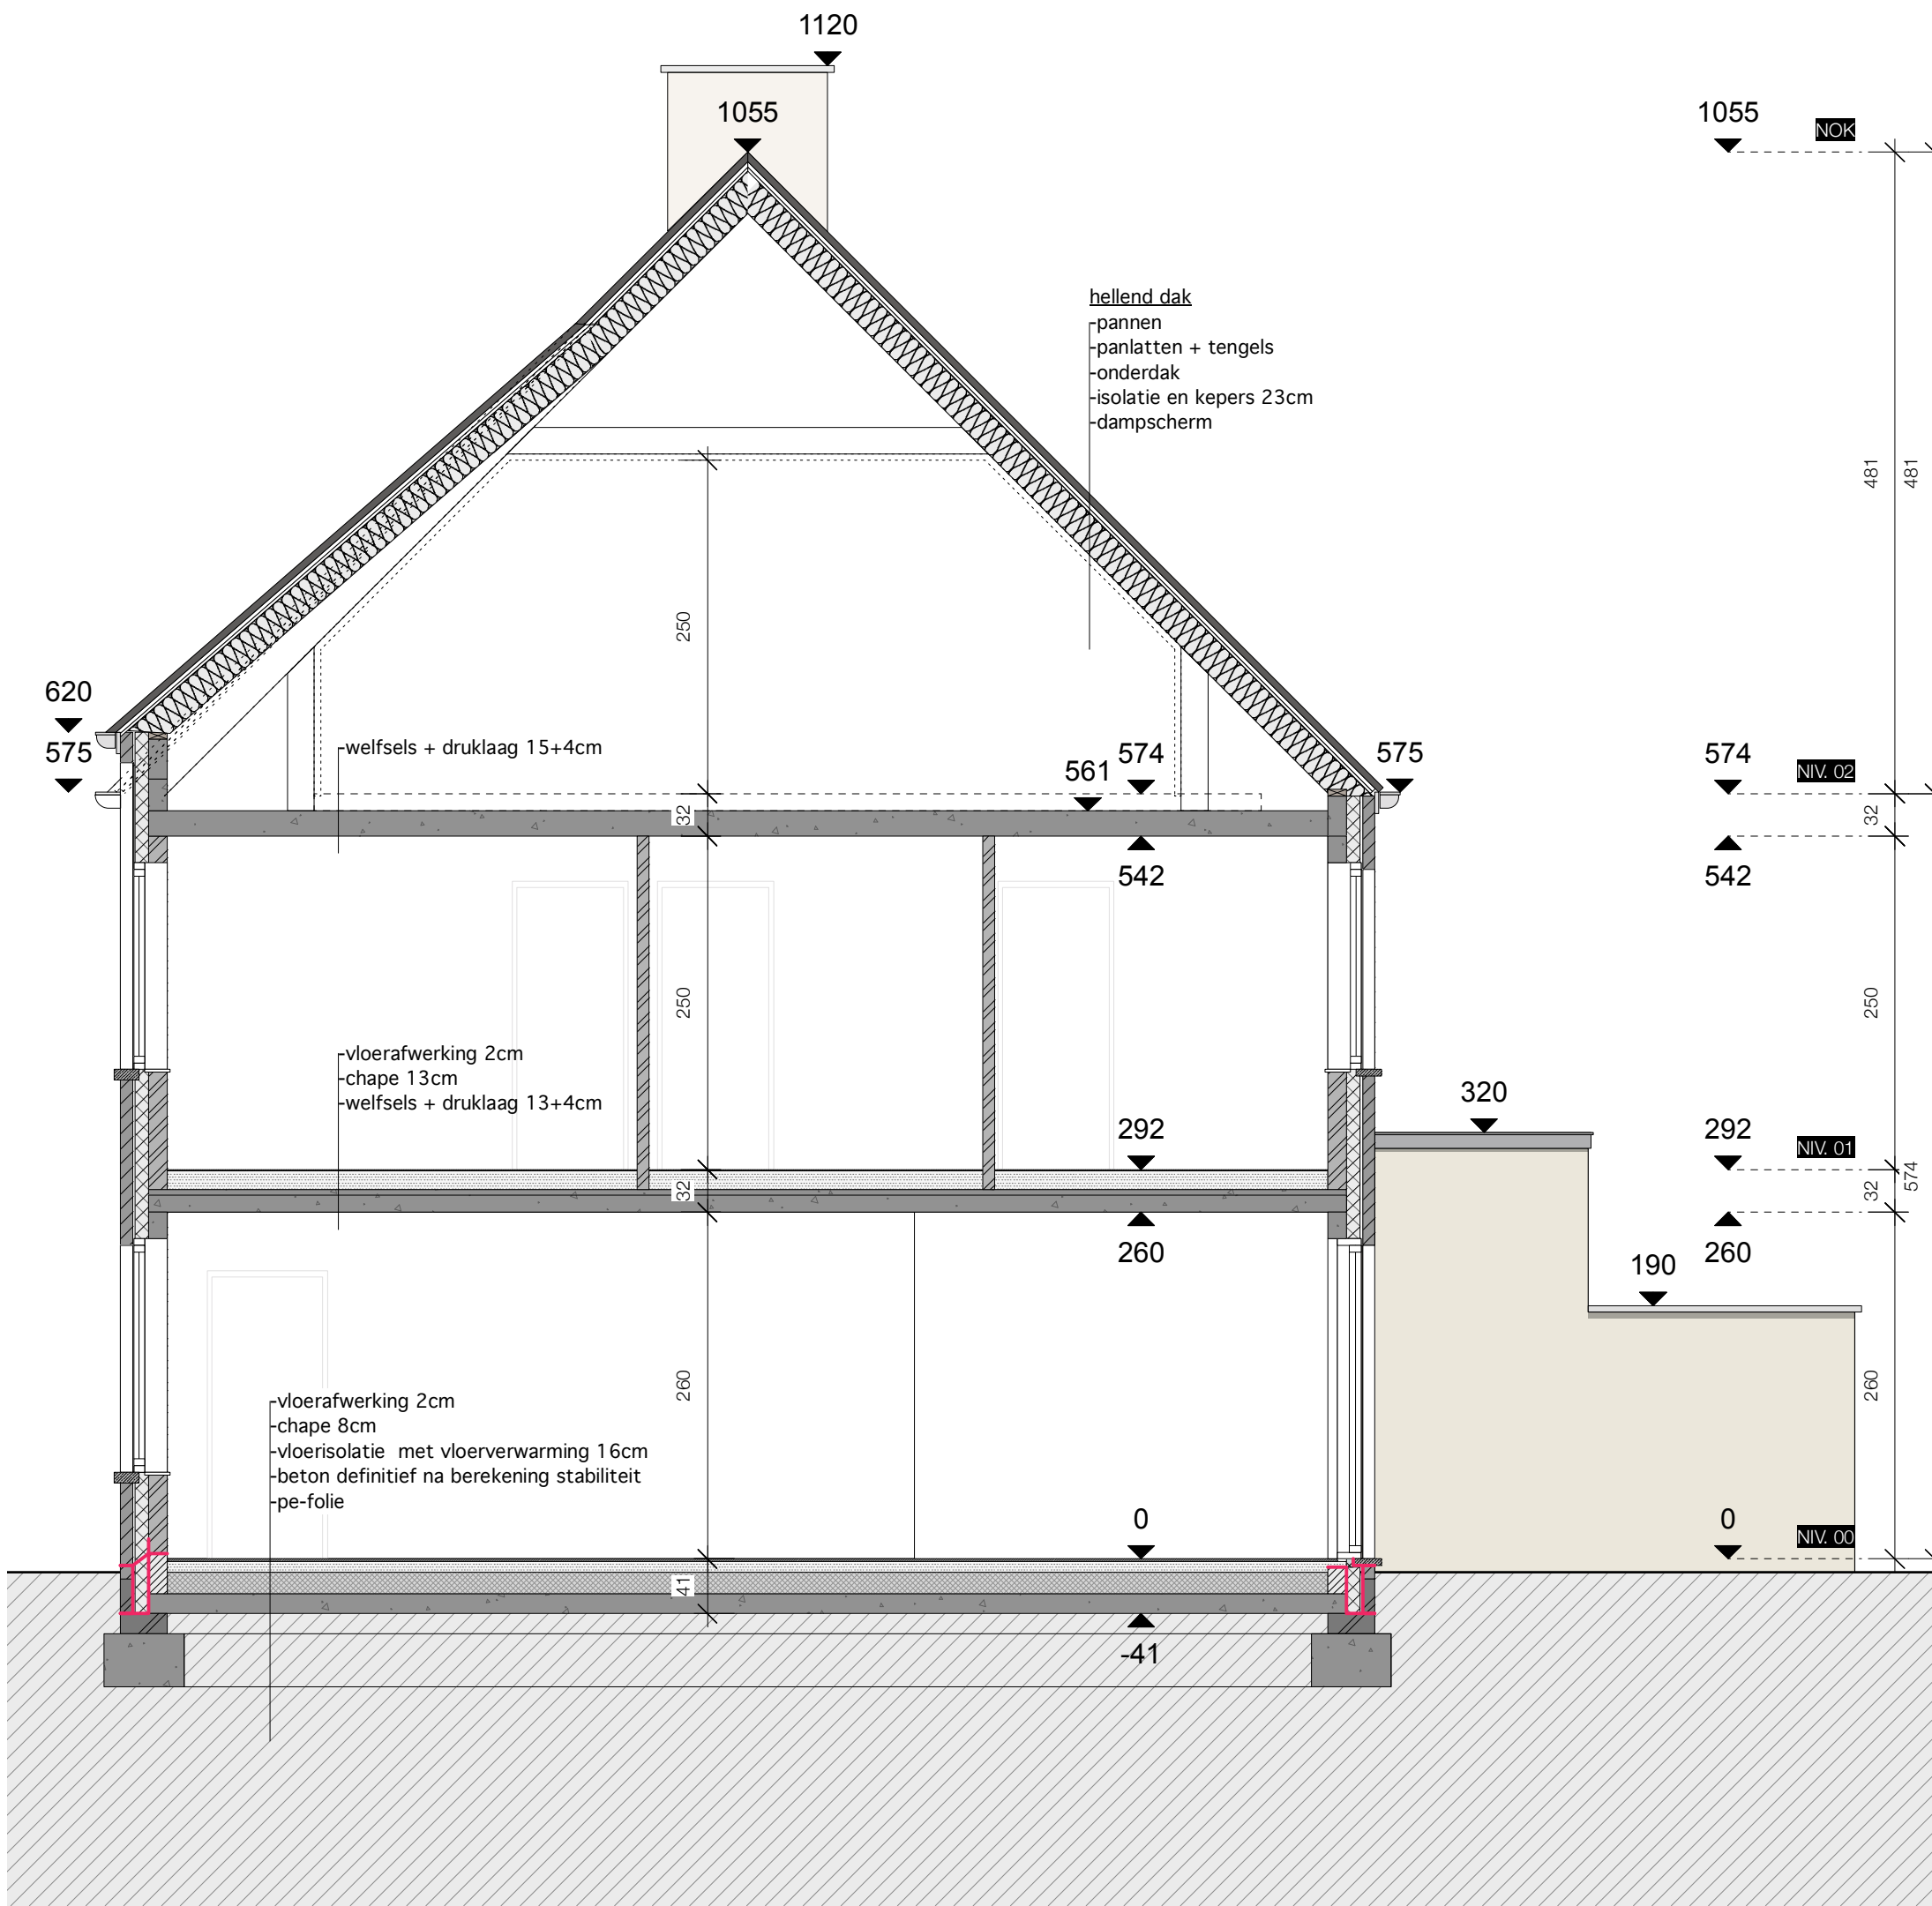 1120
1055
1055
NOK
hellend dak
-pannen
-panlatten + tengels
-onderdak
-isolatie en kepers 23cm
-dampscherm
481
481
250
620
575
-welfsels + druklaag 15+4cm
561
574
575
574
NIV. 02
32
32
542
542
250
250
-vloerafwerking 2cm
-chape 13cm
-welfsels + druklaag 13+4cm
320
292
292
NIV. 01
32
32
574
260
260
190
260
260
-vloerafwerking 2cm
-chape 8cm
-vloerisolatie met vloerverwarming 16cm
-beton definitief na berekening stabiliteit
-pe-folie
0
0
NIV. 00
41
-41